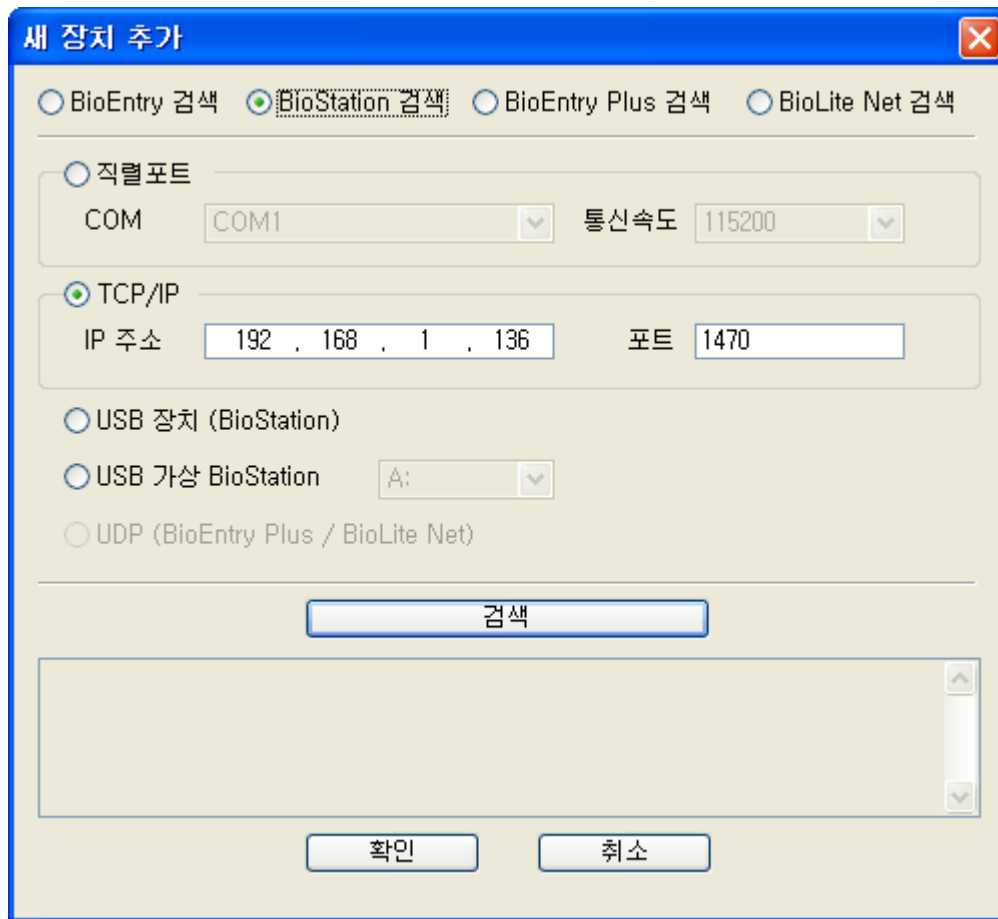 새 장치 추가
BioEntry 검색 BioStation 검색 BioEntry Plus 검색 BioLite Net 검색
직렬포트
COM COM1 통신속도 115200
TCP/IP
IP 주소 192 . 168 . 1 . 136 포트 1470
USB 장치 (BioStation)
USB 가상 BioStation A:
UDP (BioEntry Plus / BioLite Net)
검색
확인 취소